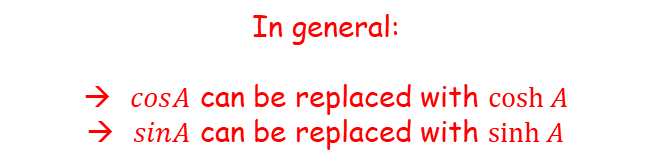 In general:
→ cosA can be replaced with cosh A
→ sinA can be replaced with sinh A